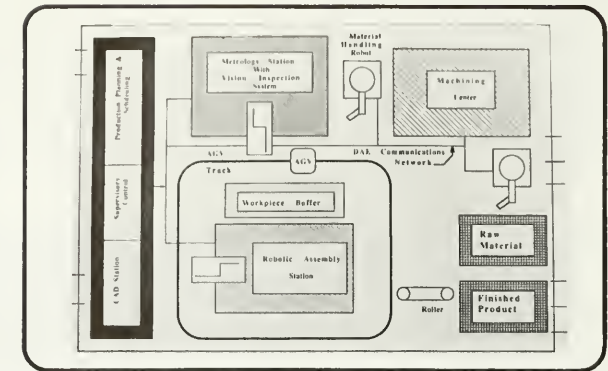 Production Planning &
Scheduling
Supervisory
Control
CAD Station
Metrology Station
With
Vision Inspection
System
Material
Handling
Robot
Machining
Center
AGV
Track
AGV
Communications
Network
Workpiece Buffer
Robotic Assembly
Station
Raw
Material
Roller
Finished
Product